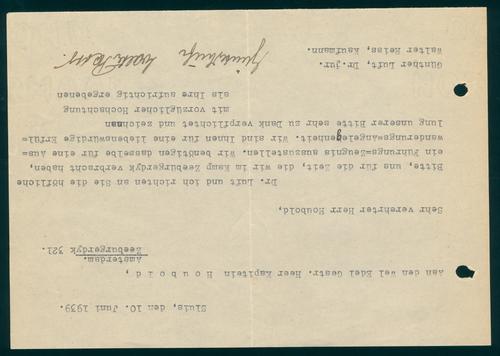 Sluis, den 10. Juni 1939.
An den Wel Edel Gestr. Heer Kapitein H o u b o l d ,
Amsterdam.
Zeeburgerdyk 321.
Sehr verehrter Herr Houbold,
Dr. Luft und ich richten an Sie die höfliche
Bitte, uns für die Zeit, die wir im Kamp Zeeburgerdyk verbracht haben,
ein Führungs=Zeugnis auszustellen. Wir benötigen dasselbe für eine Aus=
wanderungs=Angelegenheit. Wir sind Ihnen für eine liebenswürdige Erfül=
lung unserer Bitte sehr zu Dank verpflichtet und zeichnen
mit vorzüglicher Hochachtung
als Ihre aufrichtig ergebenen
Günther Luft, Dr.jur.
Walter Reiss, Kaufmann.